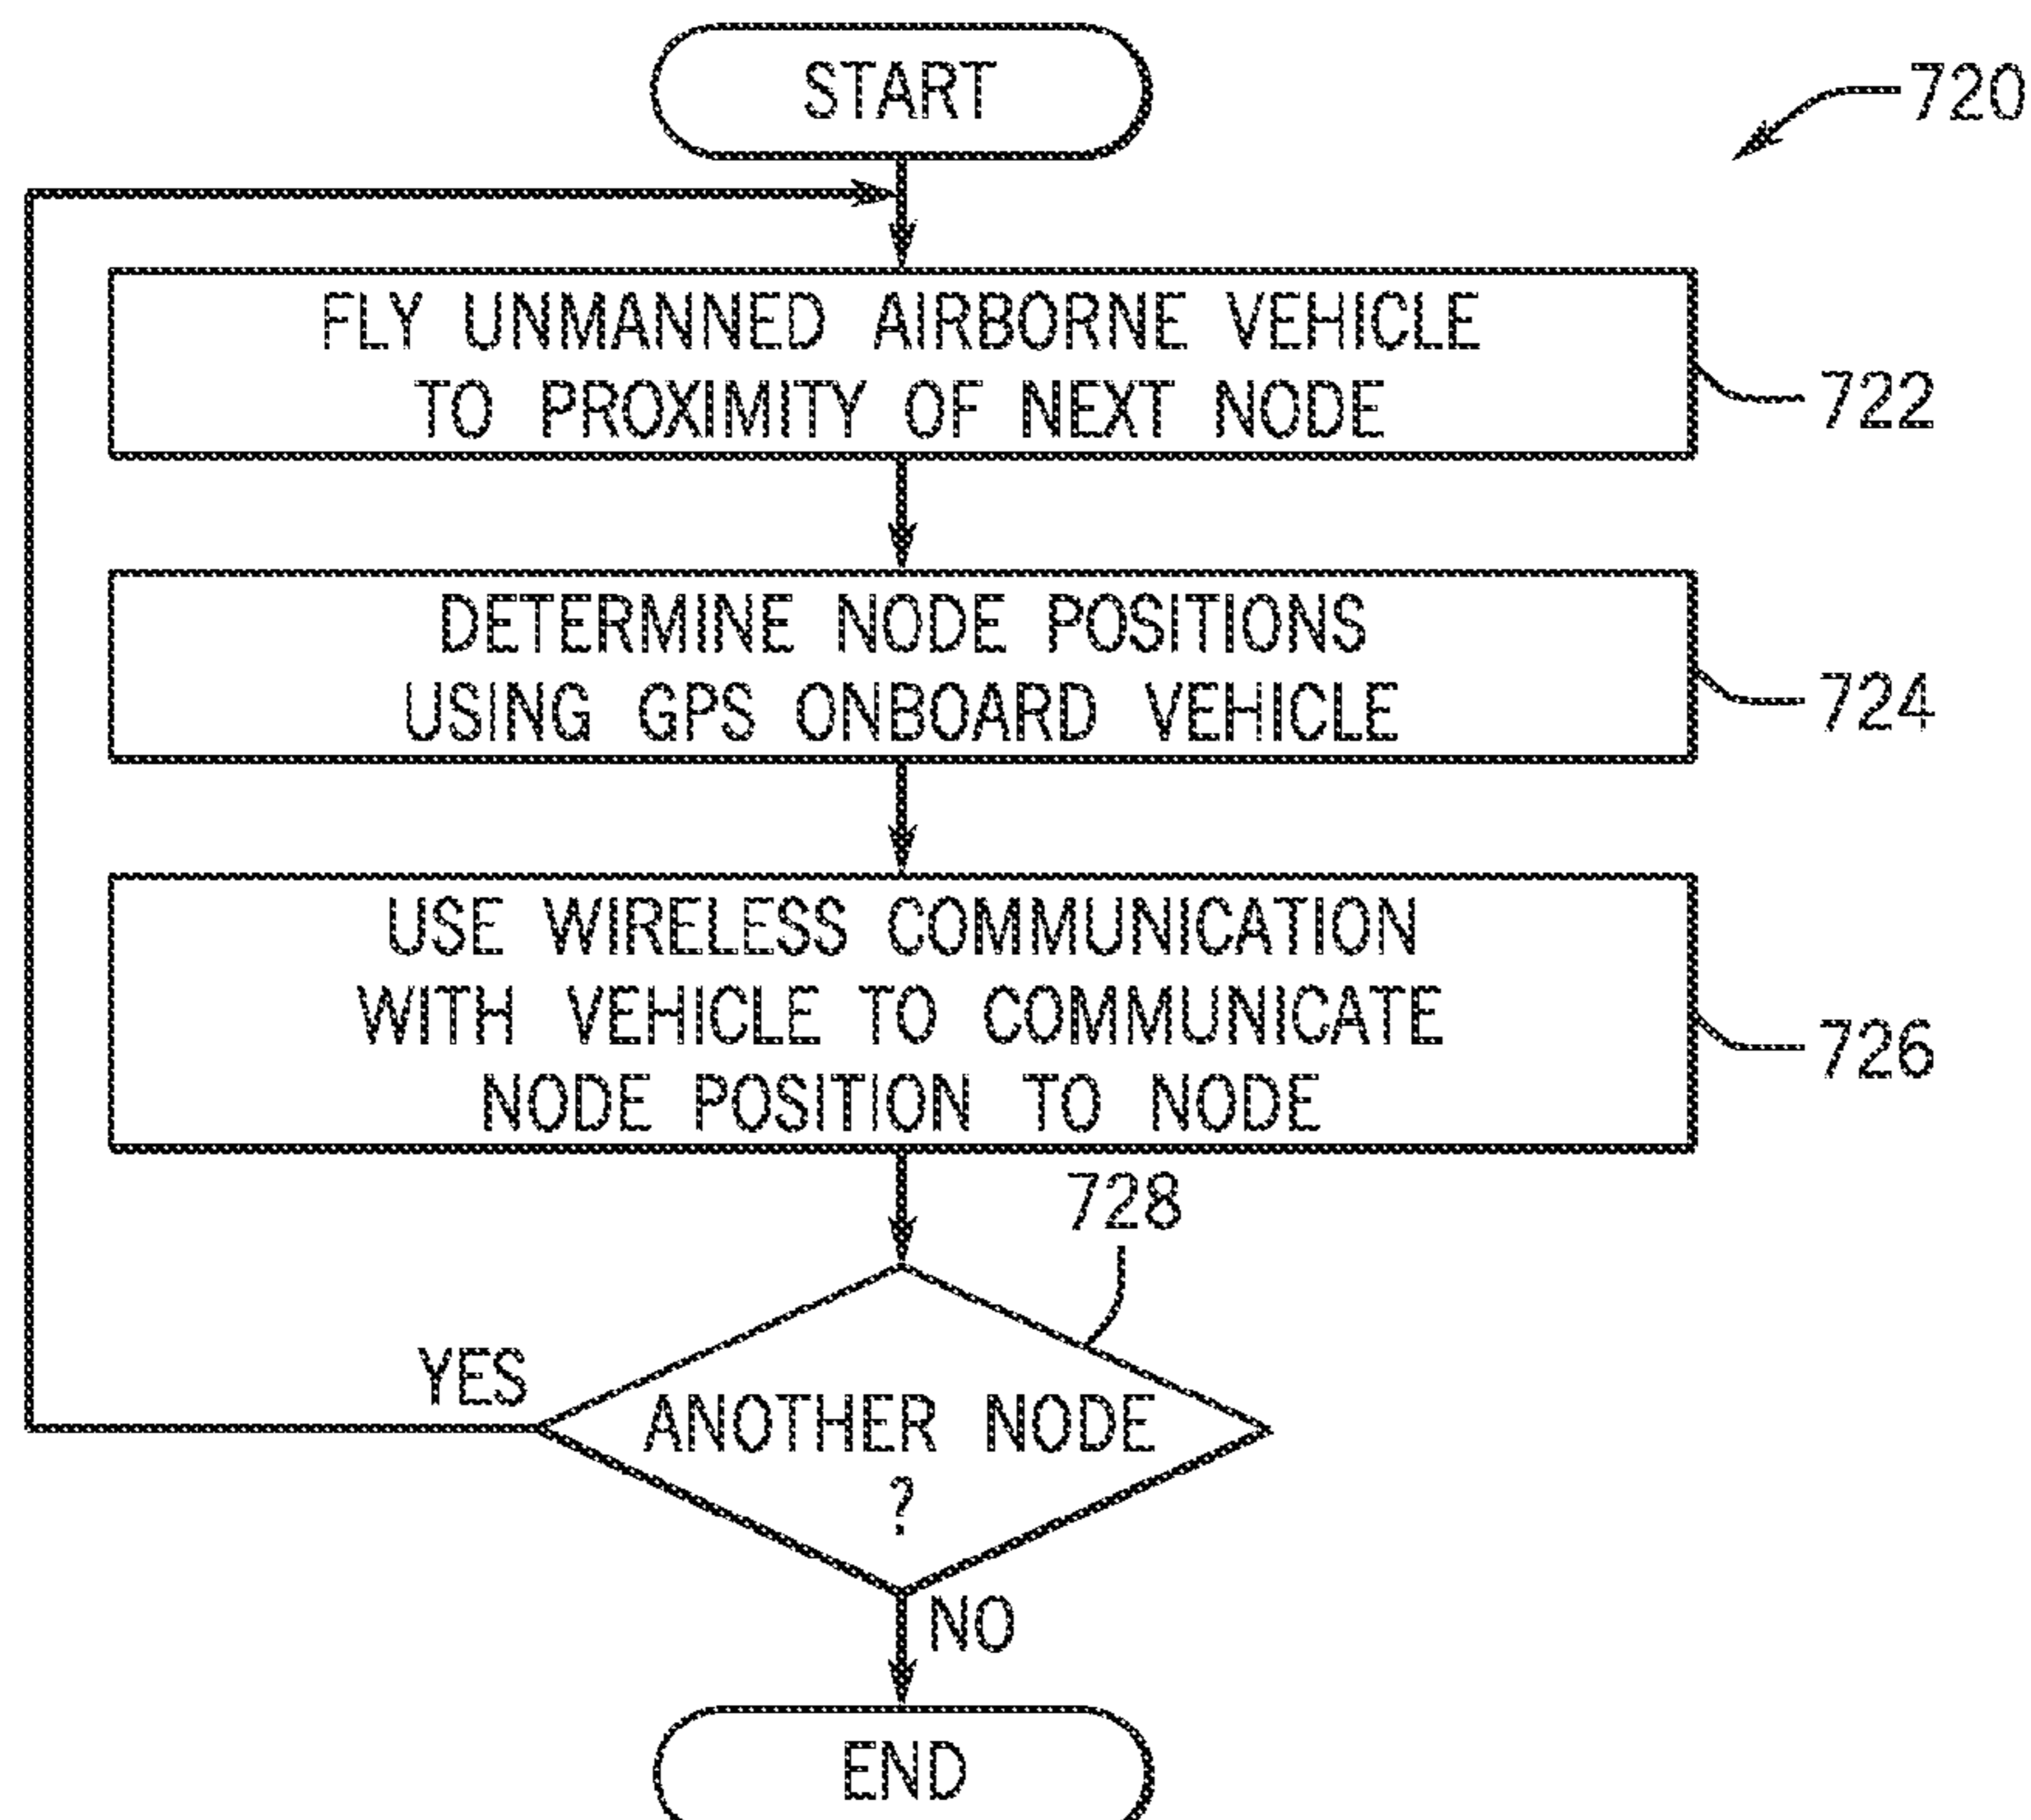 START
720
FLY UNMANNED AIRBORNE VEHICLE
TO PROXIMITY OF NEXT NODE
722
DETERMINE NODE POSITIONS
USING GPS ONBOARD VEHICLE
724
USE WIRELESS COMMUNICATION
WITH VEHICLE TO COMMUNICATE
NODE POSITION TO NODE
726
728
YES
ANOTHER NODE
?
NO
END